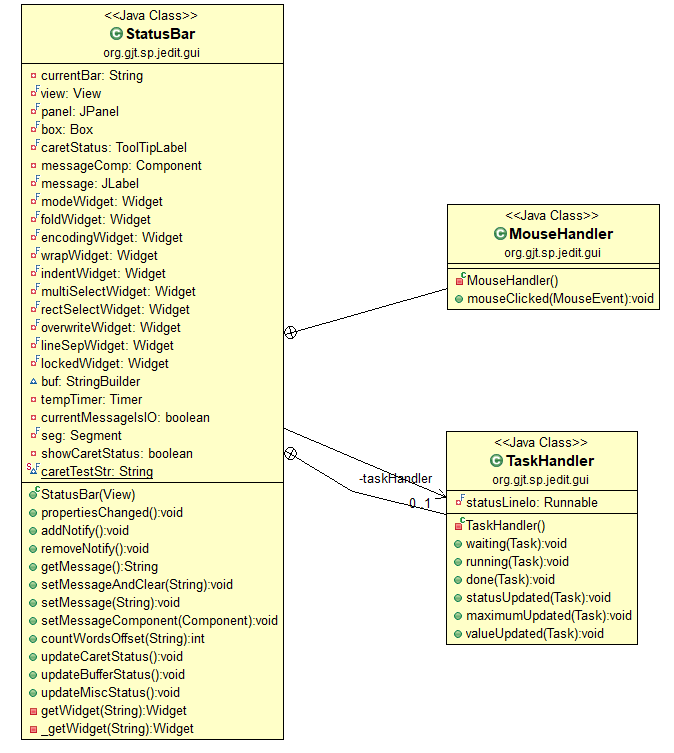 <<Java Class>>
StatusBar
org.gjt.sp.jedit.gui
currentBar: String
view: View
panel: JPanel
box: Box
caretStatus: ToolTipLabel
messageComp: Component
message: JLabel
modeWidget: Widget
foldWidget: Widget
encodingWidget: Widget
wrapWidget: Widget
indentWidget: Widget
multiSelectWidget: Widget
rectSelectWidget: Widget
overwriteWidget: Widget
lineSepWidget: Widget
lockedWidget: Widget
buf: StringBuilder
tempTimer: Timer
currentMessageIsIO: boolean
seg: Segment
showCaretStatus: boolean
caretTestStr: String
StatusBar(View)
propertiesChanged():void
addNotify():void
removeNotify():void
getMessage():String
setMessageAndClear(String):void
setMessage(String):void
setMessageComponent(Component):void
countWordsOffset(String):int
updateCaretStatus():void
updateBufferStatus():void
updateMiscStatus():void
getWidget(String):Widget
_getWidget(String):Widget
<<Java Class>>
MouseHandler
org.gjt.sp.jedit.gui
MouseHandler()
mouseClicked(MouseEvent):void
-taskHandler
0..1
<<Java Class>>
TaskHandler
org.gjt.sp.jedit.gui
statusLineIo: Runnable
TaskHandler()
waiting(Task):void
running(Task):void
done(Task):void
statusUpdated(Task):void
maximumUpdated(Task):void
valueUpdated(Task):void